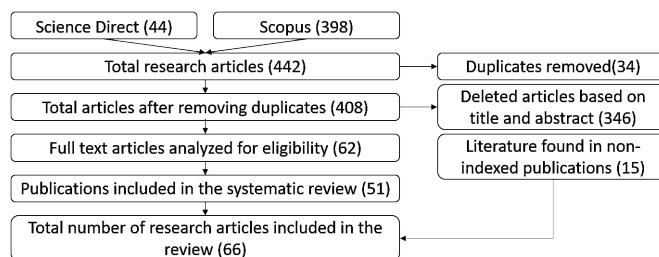 Science Direct (44)
Scopus (398)
Total research articles (442)
Duplicates removed(34)
Total articles after removing duplicates (408)
Deleted articles based on
title and abstract (346)
Full text articles analyzed for eligibility (62)
Literature found in non-
indexed publications (15)
Publications included in the systematic review (51)
Total number of research articles included in the
review (66)